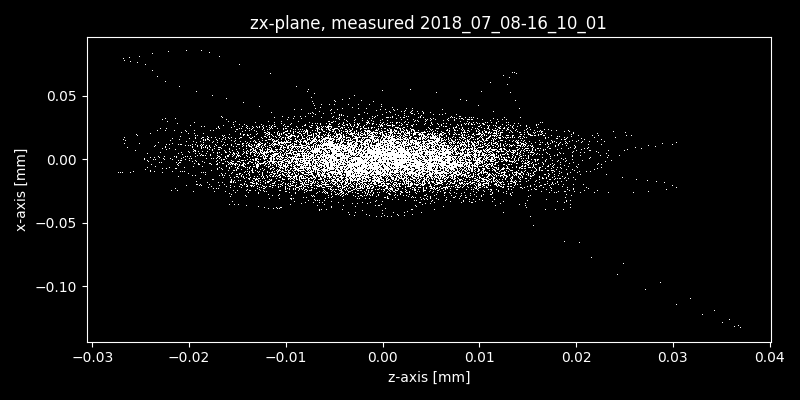 zx-plane, measured 2018_07_08-16_10_01
0.05
0.00
−0.05
−0.10
x-axis [mm]
−0.03 −0.02 −0.01 0.00 0.01 0.02 0.03 0.04
z-axis [mm]